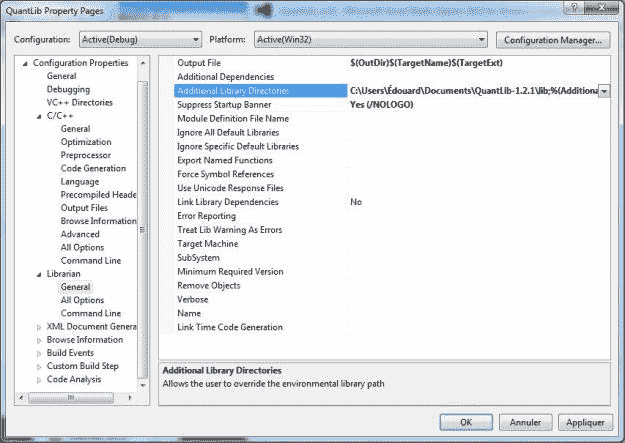 QuantLib Property Pages
Configuration: Active(Debug) Platform: Active(Win32) Configuration Manager...
Configuration Properties
General
Debugging
VC++ Directories
C/C++
General
Optimization
Preprocessor
Code Generation
Language
Precompiled Heade
Output Files
Browse Information
Advanced
All Options
Command Line
Librarian
General
All Options
Command Line
XML Document Genera
Browse Information
Build Events
Custom Build Step
Code Analysis
Output File $(OutDir)$(TargetName)$(TargetExt)
Additional Dependencies
Additional Library Directories C:\Users\Édouard\Documents\QuantLib-1.2.1\lib;%(Additiona
Suppress Startup Banner Yes (/NOLOGO)
Module Definition File Name
Ignore All Default Libraries
Ignore Specific Default Libraries
Export Named Functions
Force Symbol References
Use Unicode Response Files
Link Library Dependencies No
Error Reporting
Treat Lib Warning As Errors
Target Machine
SubSystem
Minimum Required Version
Remove Objects
Verbose
Name
Link Time Code Generation
Additional Library Directories
Allows the user to override the environmental library path
OK Annuler Appliquer